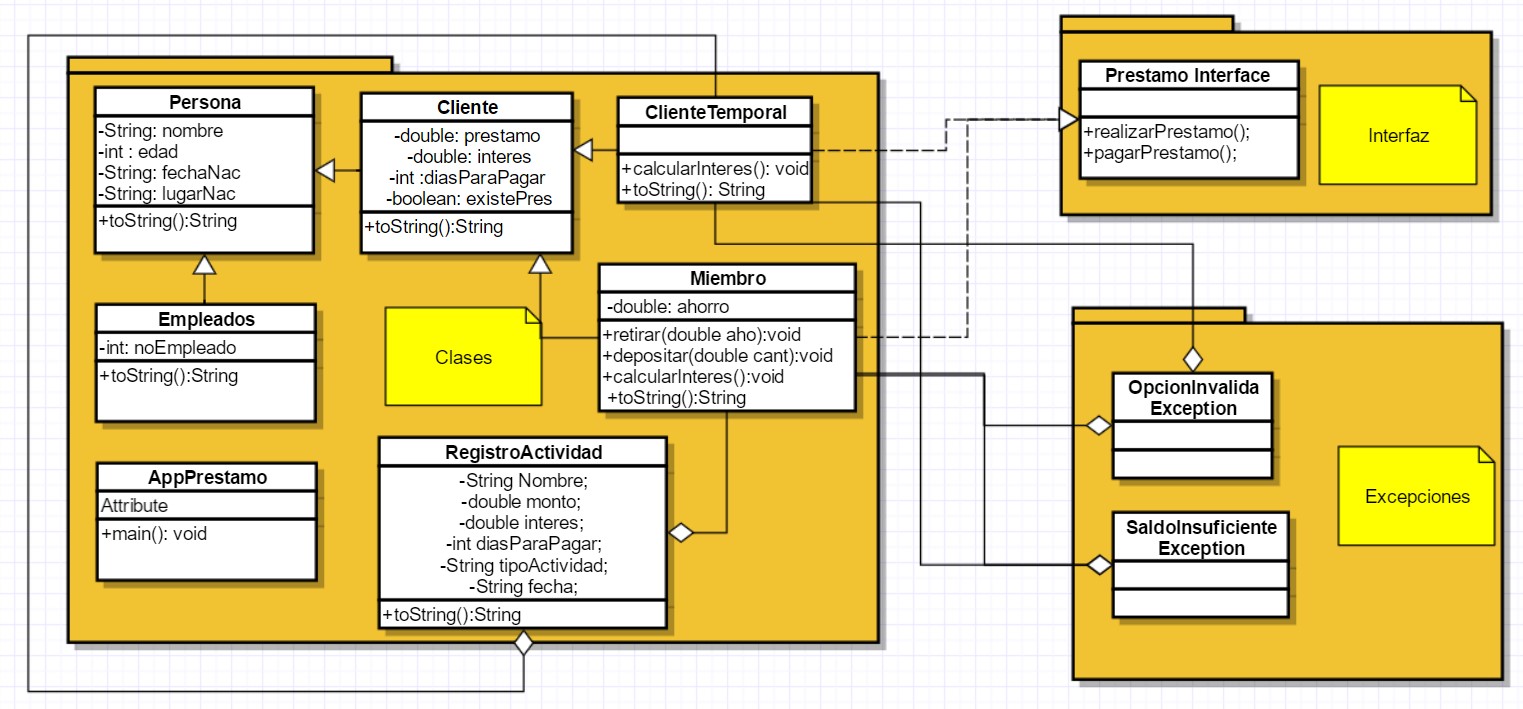 Persona
-String: nombre
-int : edad
-String: fechaNac
-String: lugarNac
+toString():String
Cliente
-double: prestamo
-double: interes
-int :diasParaPagar
-boolean: existePres
+toString():String
ClienteTemporal
+calcularInteres(): void
+toString(): String
Prestamo Interface
+realizarPrestamo();
+pagarPrestamo();
Interfaz
Empleados
-int: noEmpleado
+toString():String
Clases
Miembro
-double: ahorro
+retirar(double aho):void
+depositar(double cant):void
+calcularInteres():void
+toString():String
AppPrestamo
Attribute
+main(): void
RegistroActividad
-String Nombre;
-double monto;
-double interes;
-int diasParaPagar;
-String tipoActividad;
-String fecha;
+toString():String
OpcionInvalida
Exception
SaldoInsuficiente
Exception
Excepciones